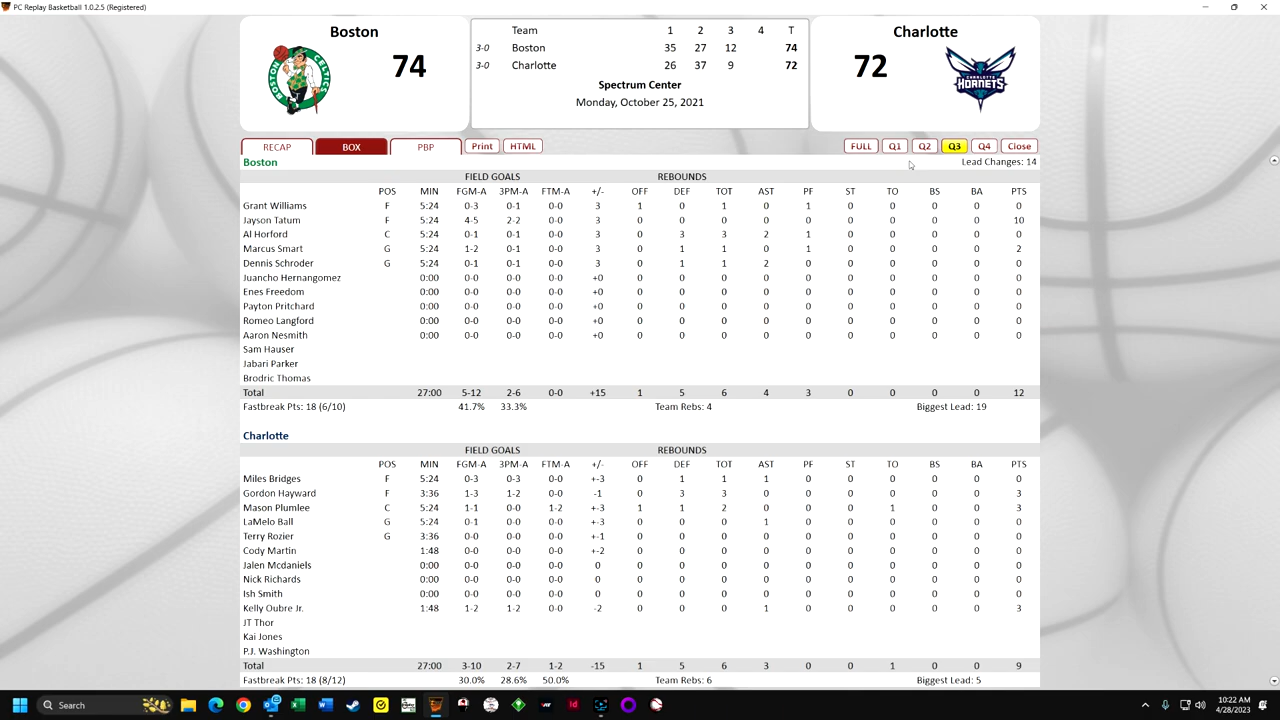 PC Replay Basketball 1.0.2.5 (Registered)
Boston
74
Team 1 2 3 4 T
3-0 Boston 35 27 12 74
3-0 Charlotte 26 37 9 72
Spectrum Center
Monday, October 25, 2021
Charlotte
72
BOSTON CELTICS
CHARLOTTE HORNETS
RECAP BOX PBP Print HTML FULL Q1 Q2 Q3 Q4 Close
Boston Lead Changes: 14
FIELD GOALS REBOUNDS
POS MIN FGM-A 3PM-A FTM-A +/- OFF DEF TOT AST PF ST TO BS BA PTS
Grant Williams F 5:24 0-3 0-1 0-0 3 1 0 1 0 1 0 0 0 0 0
Jayson Tatum F 5:24 4-5 2-2 0-0 3 0 0 0 0 0 0 0 0 0 10
Al Horford C 5:24 0-1 0-1 0-0 3 0 3 3 2 1 0 0 0 0 0
Marcus Smart G 5:24 1-2 0-1 0-0 3 0 1 1 0 1 0 0 0 0 2
Dennis Schroder G 5:24 0-1 0-1 0-0 3 0 1 1 2 0 0 0 0 0 0
Juancho Hernangomez 0:00 0-0 0-0 0-0 +0 0 0 0 0 0 0 0 0 0 0
Enes Freedom 0:00 0-0 0-0 0-0 +0 0 0 0 0 0 0 0 0 0 0
Payton Pritchard 0:00 0-0 0-0 0-0 +0 0 0 0 0 0 0 0 0 0 0
Romeo Langford 0:00 0-0 0-0 0-0 +0 0 0 0 0 0 0 0 0 0 0
Aaron Nesmith 0:00 0-0 0-0 0-0 +0 0 0 0 0 0 0 0 0 0 0
Sam Hauser
Jabari Parker
Brodric Thomas
Total 27:00 5-12 2-6 0-0 +15 1 5 6 4 3 0 0 0 0 12
Fastbreak Pts: 18 (6/10) 41.7% 33.3% Team Rebs: 4 Biggest Lead: 19
Charlotte
FIELD GOALS REBOUNDS
POS MIN FGM-A 3PM-A FTM-A +/- OFF DEF TOT AST PF ST TO BS BA PTS
Miles Bridges F 5:24 0-3 0-3 0-0 +-3 0 1 1 1 0 0 0 0 0 0
Gordon Hayward F 3:36 1-3 1-2 0-0 -1 0 3 3 0 0 0 0 0 0 3
Mason Plumlee C 5:24 1-1 0-0 1-2 +-3 1 1 2 0 0 0 1 0 0 3
LaMelo Ball G 5:24 0-1 0-0 0-0 +-3 0 0 0 1 0 0 0 0 0 0
Terry Rozier G 3:36 0-0 0-0 0-0 +-1 0 0 0 0 0 0 0 0 0 0
Cody Martin 1:48 0-0 0-0 0-0 +-2 0 0 0 0 0 0 0 0 0 0
Jalen Mcdaniels 0:00 0-0 0-0 0-0 0 0 0 0 0 0 0 0 0 0 0
Nick Richards 0:00 0-0 0-0 0-0 0 0 0 0 0 0 0 0 0 0 0
Ish Smith 0:00 0-0 0-0 0-0 0 0 0 0 0 0 0 0 0 0 0
Kelly Oubre Jr. 1:48 1-2 1-2 0-0 -2 0 0 0 1 0 0 0 0 0 3
JT Thor
Kai Jones
P.J. Washington
Total 27:00 3-10 2-7 1-2 -15 1 5 6 3 0 0 1 0 0 9
Fastbreak Pts: 18 (8/12) 30.0% 28.6% 50.0% Team Rebs: 6 Biggest Lead: 5
Search
10:22 AM
4/28/2023